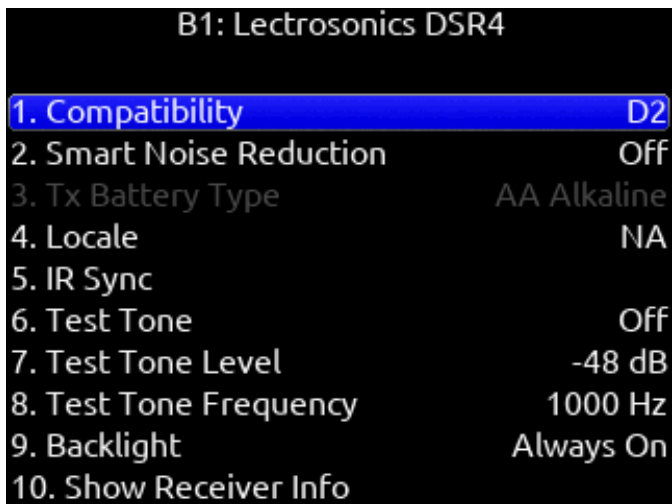 B1: Lectrosonics DSR4
1. Compatibility D2
2. Smart Noise Reduction Off
3. Tx Battery Type AA Alkaline
4. Locale NA
5. IR Sync
6. Test Tone Off
7. Test Tone Level -48 dB
8. Test Tone Frequency 1000 Hz
9. Backlight Always On
10. Show Receiver Info